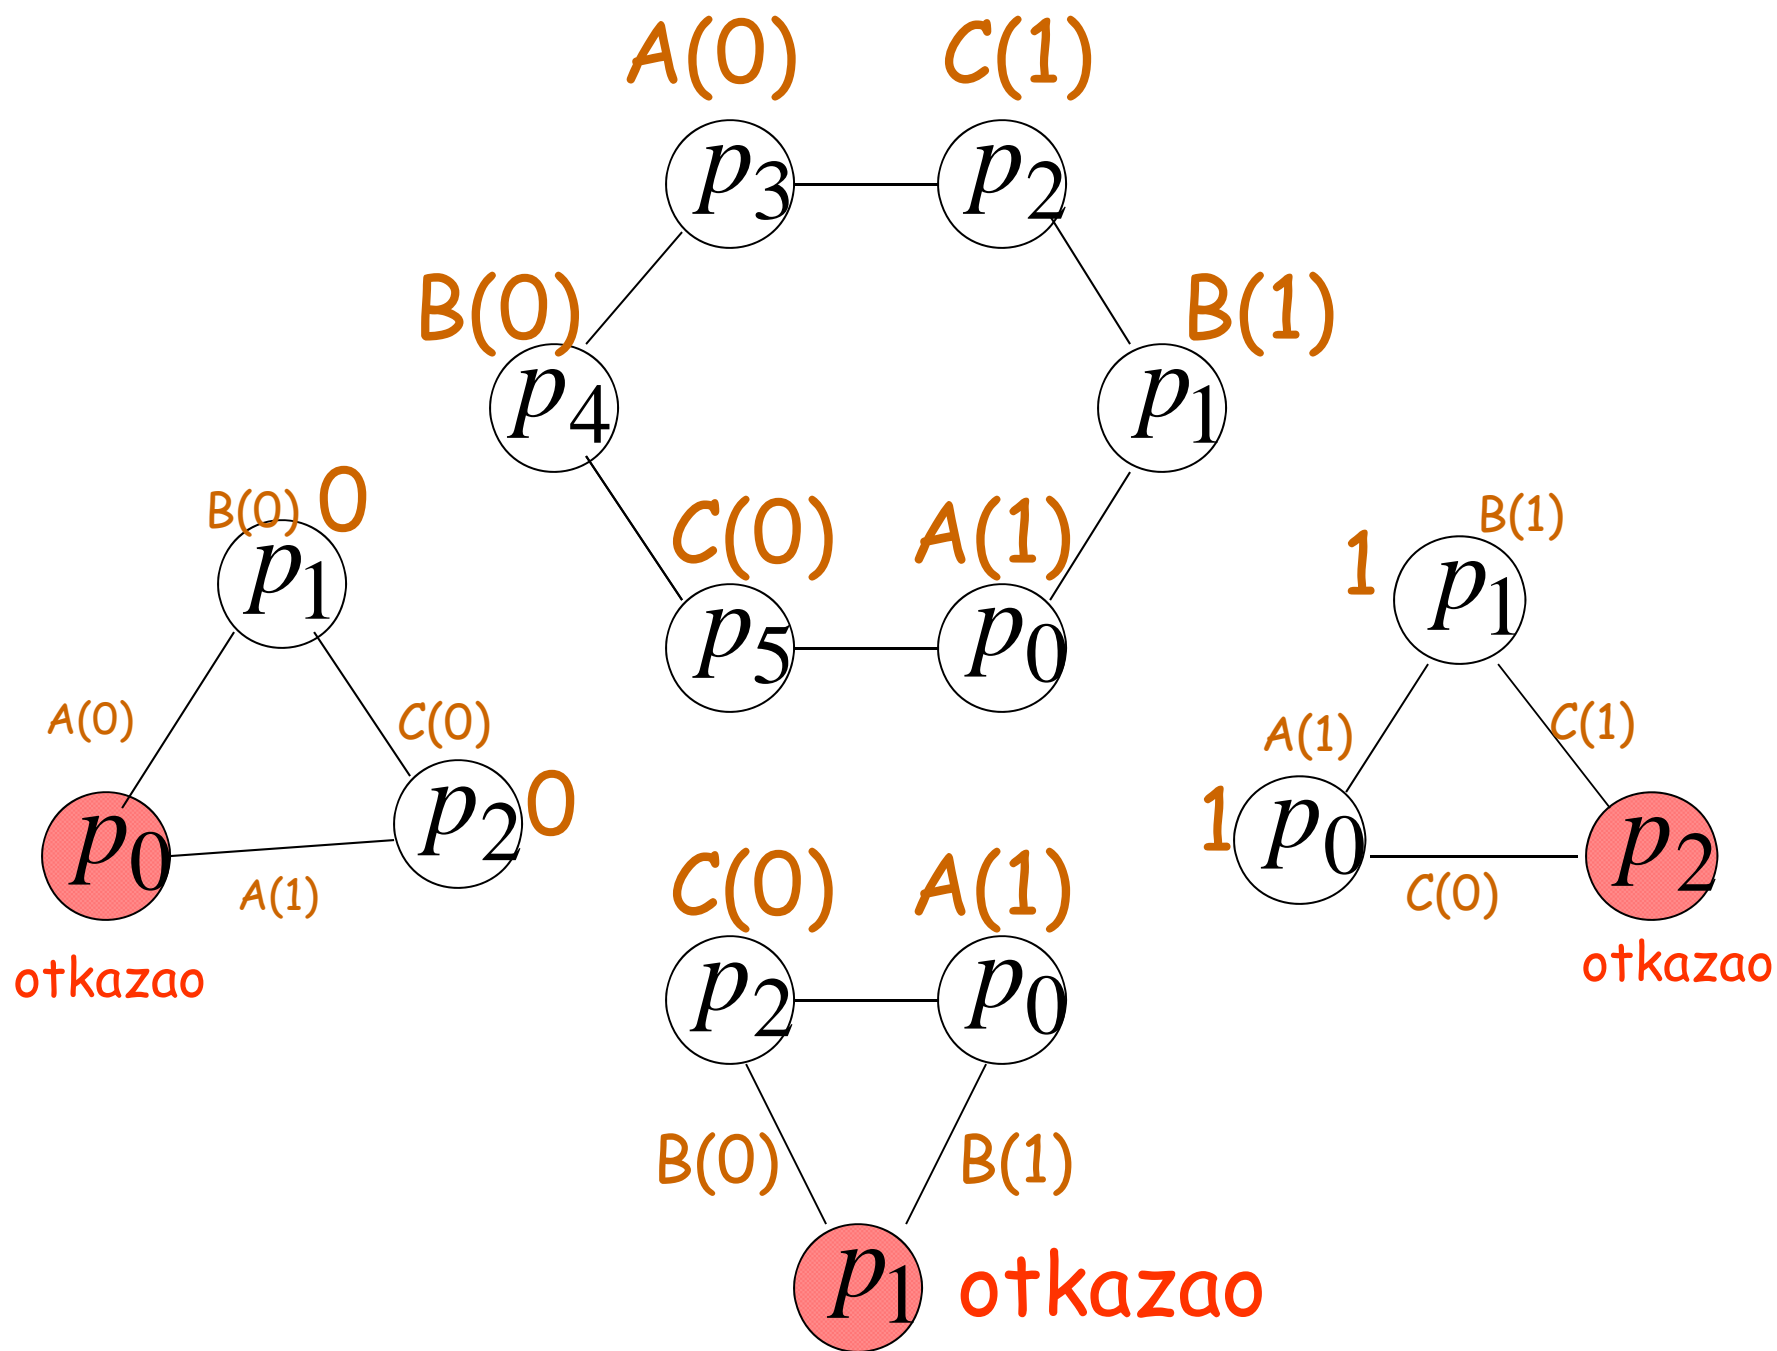 A(0) C(1)
p3 p2
B(0) B(1)
p4 p1
C(0) A(1)
p5 p0
B(0) 0
p1
A(0) C(0)
p0 p2 0
A(1)
otkazao
B(1)
1 p1
A(1) C(1)
1 p0 p2
C(0)
otkazao
C(0) A(1)
p2 p0
B(0) B(1)
p1 otkazao